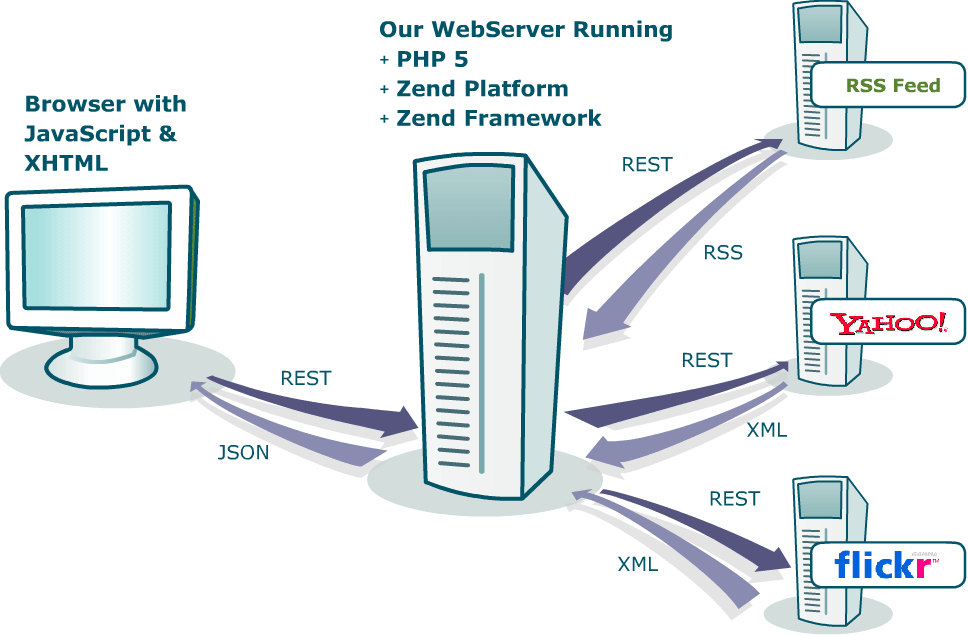 Our WebServer Running
+ PHP 5
+ Zend Platform
+ Zend Framework
Browser with
JavaScript &
XHTML
RSS Feed
REST
RSS
YAHOO!
REST
XML
REST
JSON
REST
XML
flickr™